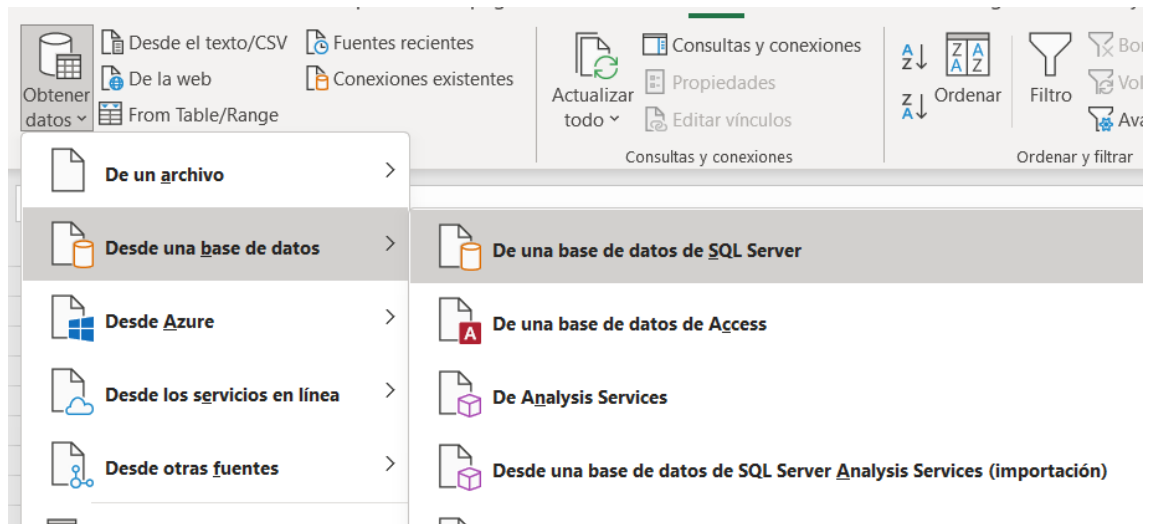 Desde el texto/CSV
Fuentes recientes
De la web
Conexiones existentes
From Table/Range
Obtener
datos
Actualizar
todo
Consultas y conexiones
Propiedades
Editar vínculos
Consultas y conexiones
Ordenar
Filtro
Ordenar y filtrar
De un archivo
Desde una base de datos
Desde Azure
Desde los servicios en línea
Desde otras fuentes
De una base de datos de SQL Server
De una base de datos de Access
De Analysis Services
Desde una base de datos de SQL Server Analysis Services (importación)